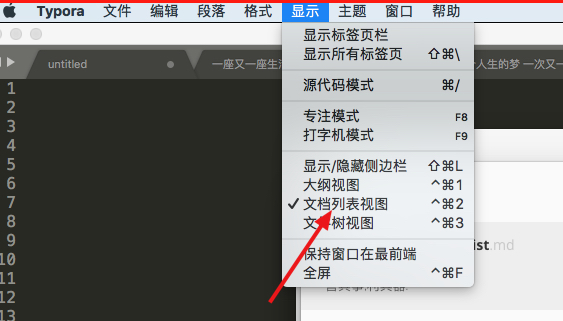 Typora 文件 编辑 段落 格式 显示 主题 窗口 帮助
untitled
一座又一座生
人生的梦 一次又一
显示标签页栏
显示所有标签页 ⇧⌘\
源代码模式 ⌘/
专注模式 F8
打字机模式 F9
显示/隐藏侧边栏 ⇧⌘L
大纲视图 ^⌘1
✓ 文档列表视图 ^⌘2
文 树视图 ^⌘3
保持窗口在最前端
全屏 ^⌘F
ist.md
1
2
3
4
5
6
7
8
9
10
11
12
13